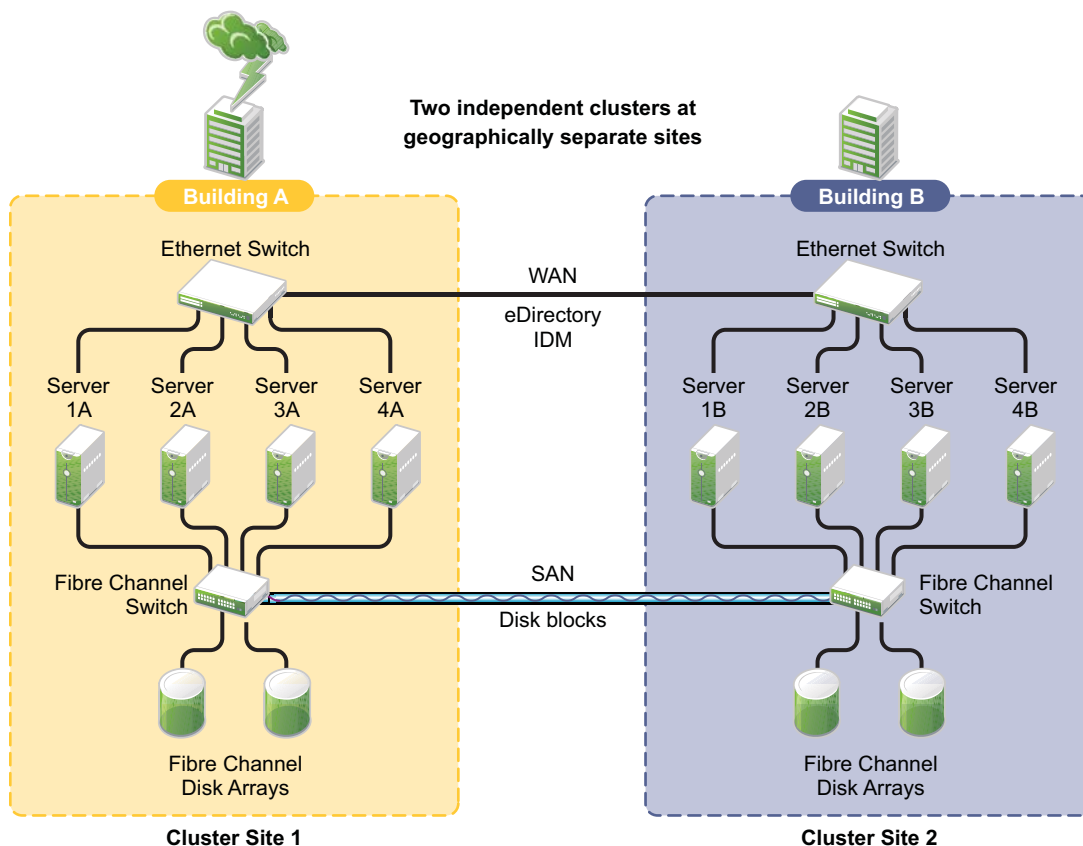 Two independent clusters at
geographically separate sites
Building A
Building B
Ethernet Switch
Ethernet Switch
WAN
eDirectory
IDM
Server
1A
Server
2A
Server
3A
Server
4A
Server
1B
Server
2B
Server
3B
Server
4B
Fibre Channel
Switch
SAN
Disk blocks
Fibre Channel
Switch
Fibre Channel
Disk Arrays
Fibre Channel
Disk Arrays
Cluster Site 1
Cluster Site 2